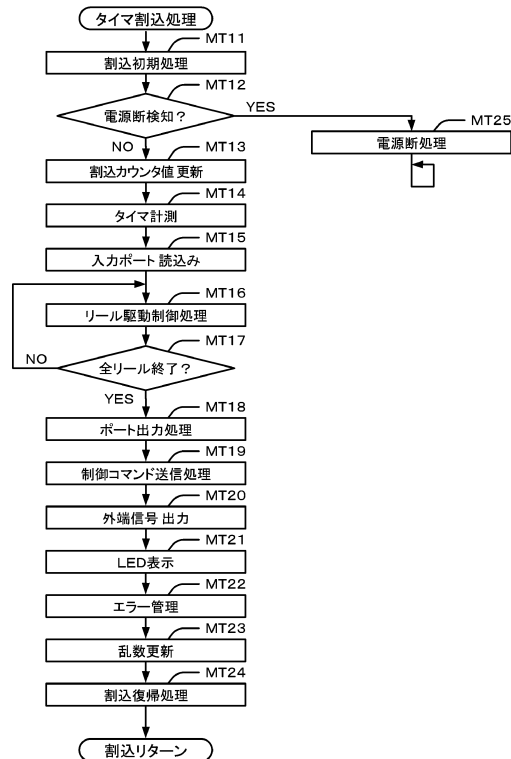 タイマ割込処理
MT11
割込初期処理
MT12
電源断検知？
YES
MT25
電源断処理
NO
MT13
割込カウンタ値 更新
MT14
タイマ計測
MT15
入力ポート 読込み
MT16
リール駆動制御処理
MT17
全リール終了？
NO
YES
MT18
ポート出力処理
MT19
制御コマンド送信処理
MT20
外端信号 出力
MT21
LED表示
MT22
エラー管理
MT23
乱数更新
MT24
割込復帰処理
割込リターン